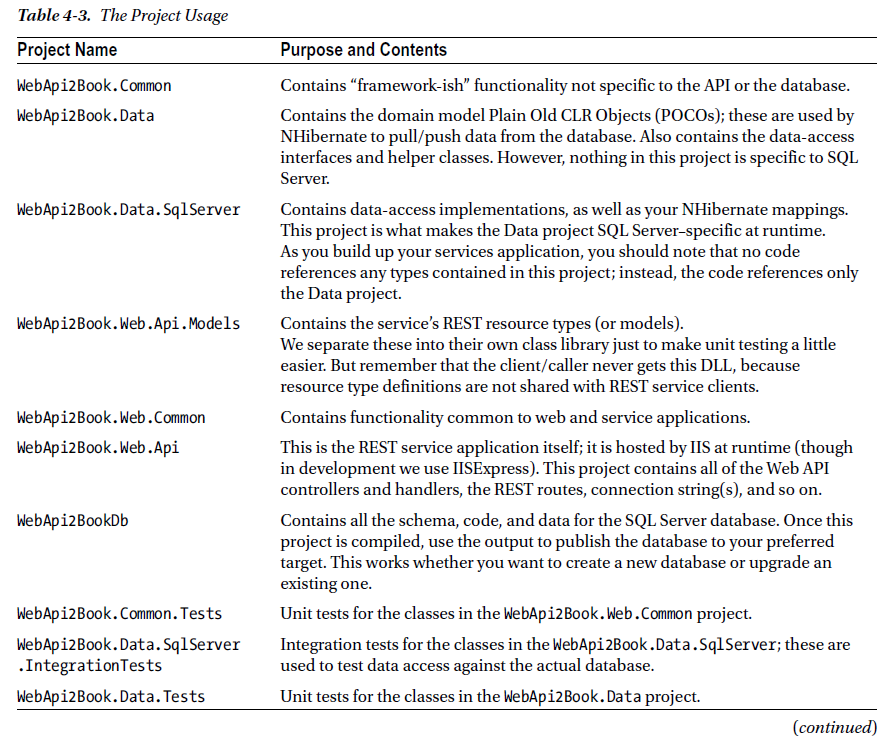 Table 4-3. The Project Usage
Project Name Purpose and Contents
WebApi2Book.Common Contains “framework-ish” functionality not specific to the API or the database.
WebApi2Book.Data Contains the domain model Plain Old CLR Objects (POCOs); these are used by
NHibernate to pull/push data from the database. Also contains the data-access
interfaces and helper classes. However, nothing in this project is specific to SQL
Server.
WebApi2Book.Data.SqlServer Contains data-access implementations, as well as your NHibernate mappings.
This project is what makes the Data project SQL Server–specific at runtime.
As you build up your services application, you should note that no code
references any types contained in this project; instead, the code references only
the Data project.
WebApi2Book.Web.Api.Models Contains the service’s REST resource types (or models).
We separate these into their own class library just to make unit testing a little
easier. But remember that the client/caller never gets this DLL, because
resource type definitions are not shared with REST service clients.
WebApi2Book.Web.Common Contains functionality common to web and service applications.
WebApi2Book.Web.Api This is the REST service application itself; it is hosted by IIS at runtime (though
in development we use IISExpress). This project contains all of the Web API
controllers and handlers, the REST routes, connection string(s), and so on.
WebApi2BookDb Contains all the schema, code, and data for the SQL Server database. Once this
project is compiled, use the output to publish the database to your preferred
target. This works whether you want to create a new database or upgrade an
existing one.
WebApi2Book.Common.Tests Unit tests for the classes in the WebApi2Book.Web.Common project.
WebApi2Book.Data.SqlServer Integration tests for the classes in the WebApi2Book.Data.SqlServer; these are
.IntegrationTests used to test data access against the actual database.
WebApi2Book.Data.Tests Unit tests for the classes in the WebApi2Book.Data project.
(continued)